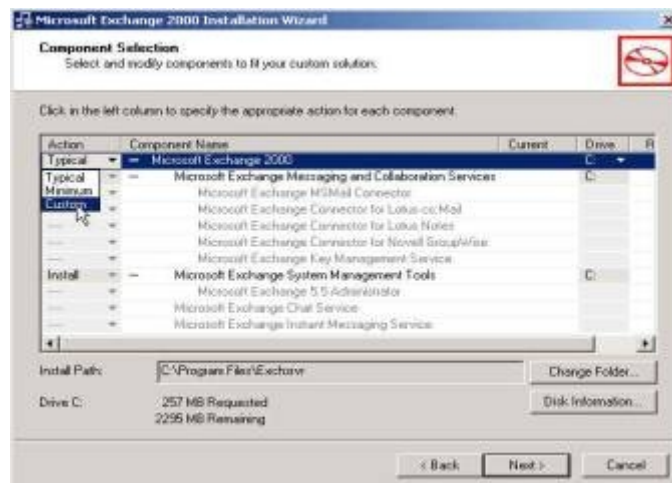 Microsoft Exchange 2000 Installation Wizard
Component Selection
Select and modify components to fit your custom solution.
Click in the left column to specify the appropriate action for each component.
Action Component Name Current Drive R
Typical Microsoft Exchange 2000 C:
Typical Microsoft Exchange Messaging and Collaboration Services C:
Minimum Microsoft Exchange MSMail Connector
Custom Microsoft Exchange Connector for Lotus cc:Mail
Microsoft Exchange Connector for Lotus Notes
Microsoft Exchange Connector for Novell GroupWise
Microsoft Exchange Key Management Service
Install Microsoft Exchange System Management Tools C:
Microsoft Exchange 5.5 Administrator
Microsoft Exchange Chat Service
Microsoft Exchange Instant Messaging Service
Install Path: C:\Program Files\Exchsrvr Change Folder...
Drive C: 257 MB Requested Disk Information...
2295 MB Remaining
< Back Next > Cancel